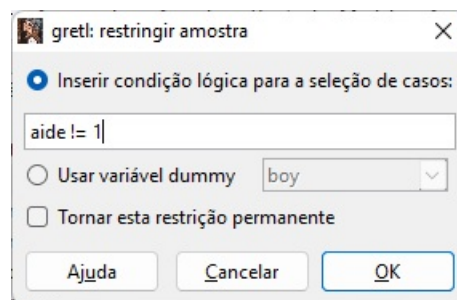 gretl: restringir amostra
Inserir condição lógica para a seleção de casos:
aide != 1
Usar variável dummy boy
Tornar esta restrição permanente
Ajuda Cancelar OK